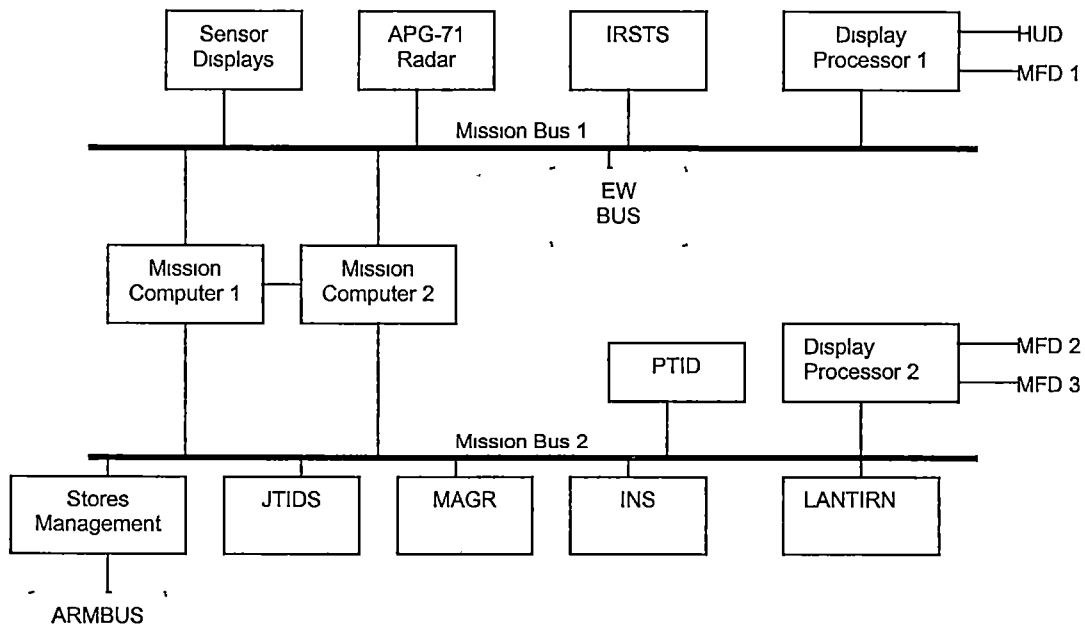 Sensor
Displays
APG-71
Radar
IRSTS
Display
Processor 1
HUD
MFD 1
Mission Bus 1
EW
BUS
Mission
Computer 1
Mission
Computer 2
PTID
Display
Processor 2
MFD 2
MFD 3
Mission Bus 2
Stores
Management
JTIDS
MAGR
INS
LANTIRN
ARMBUS